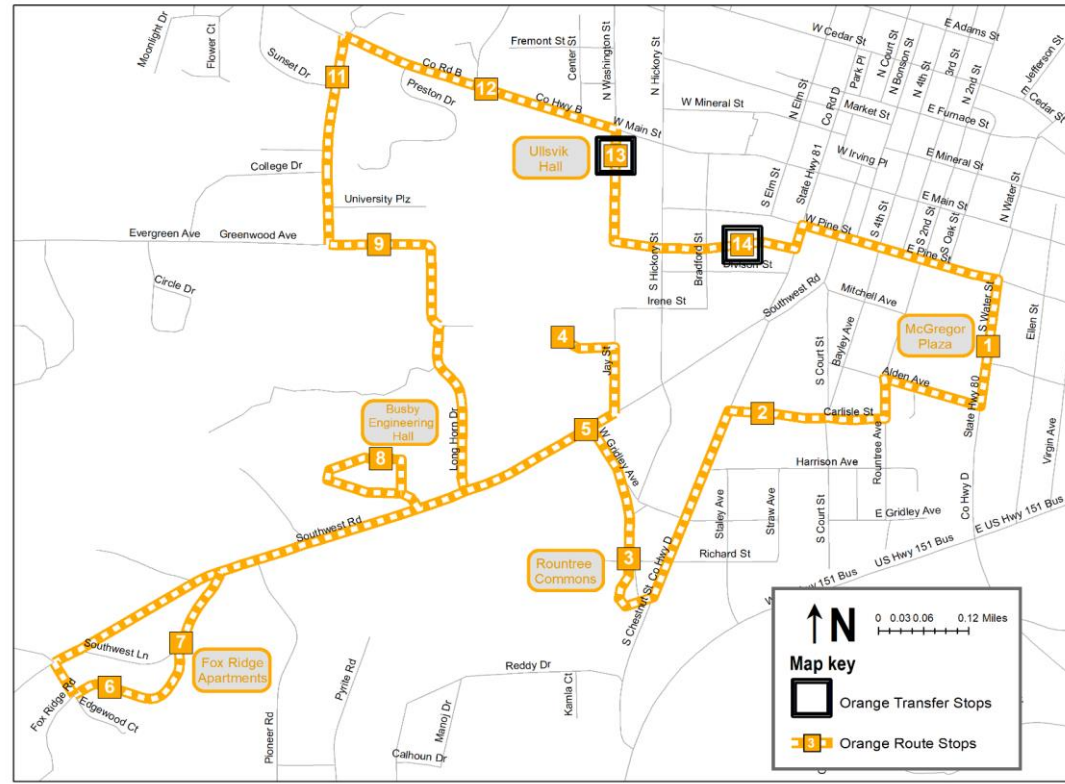 Moonlight Dr
Flower Ct
Sunset Dr
11
Co Rd B
12
Preston Dr
Co Hwy B
Fremont St
Center St
N Washington St
N Hickory St
W Main St
W Mineral St
W Cedar St
Park Pl
N Court St
N Bonson St
N 4th St
3rd St
N 2nd St
E Adams St
E Jefferson St
E Cedar St
N Elm St
Co Rd D
Market St
E Furnace St
W Irving Pl
State Hwy 81
E Mineral St
N Water St
E Main St
Ullsvik
Hall
13
College Dr
University Plz
Evergreen Ave
Greenwood Ave
9
Circle Dr
S Hickory St
Bradford St
14
Divison St
Irene St
S Elm St
W Pine St
S 4th St
S 2nd St
S Oak St
E Pine St
Southwest Rd
Mitchell Ave
S Water St
Ellen St
McGregor
Plaza
1
4
Jay St
S Court St
Bayley Ave
Alden Ave
State Hwy 80
2
Carlisle St
Rountree Ave
Virgin Ave
Busby
Engineering
Hall
8
Long Horn Dr
5
W Gridley Ave
Harrison Ave
Staley Ave
Straw Ave
S Court St
E Gridley Ave
Co Hwy D
E US Hwy 151 Bus
US Hwy 151 Bus
Hwy 151 Bus
Southwest Rd
Rountree
Commons
3
Richard St
S Chestnut St
Co Hwy D
7
Southwest Ln
Fox Ridge
Apartments
6
Fox Ridge Rd
Edgewood Ct
Pioneer Rd
Pyrite Rd
Reddy Dr
Kamla Ct
Manoj Dr
Calhoun Dr
N
0 0.03 0.06 0.12 Miles
Map key
Orange Transfer Stops
3
Orange Route Stops